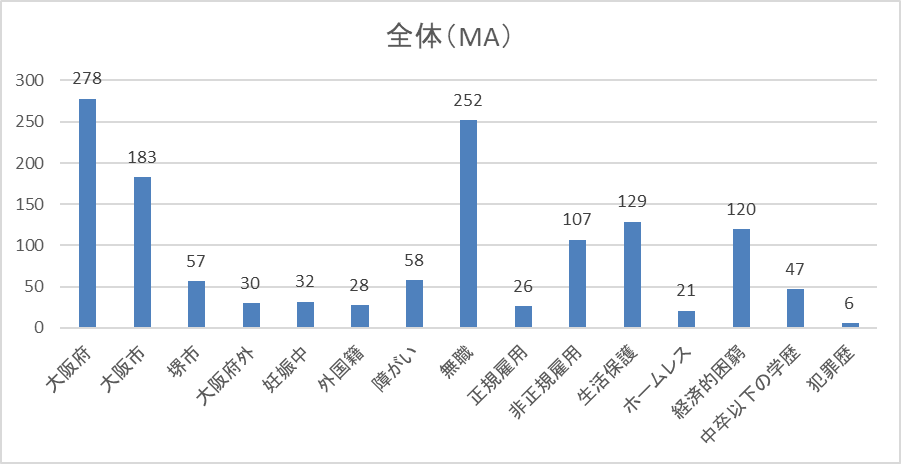 全体（MA）
300
250
200
150
100
50
0
278
183
57
30
32
28
58
252
26
107
129
21
120
47
6
大阪府
大阪市
堺市
大阪府外
妊娠中
外国籍
障がい
無職
正規雇用
非正規雇用
生活保護
ホームレス
経済的困窮
中卒以下の学歴
犯罪歴